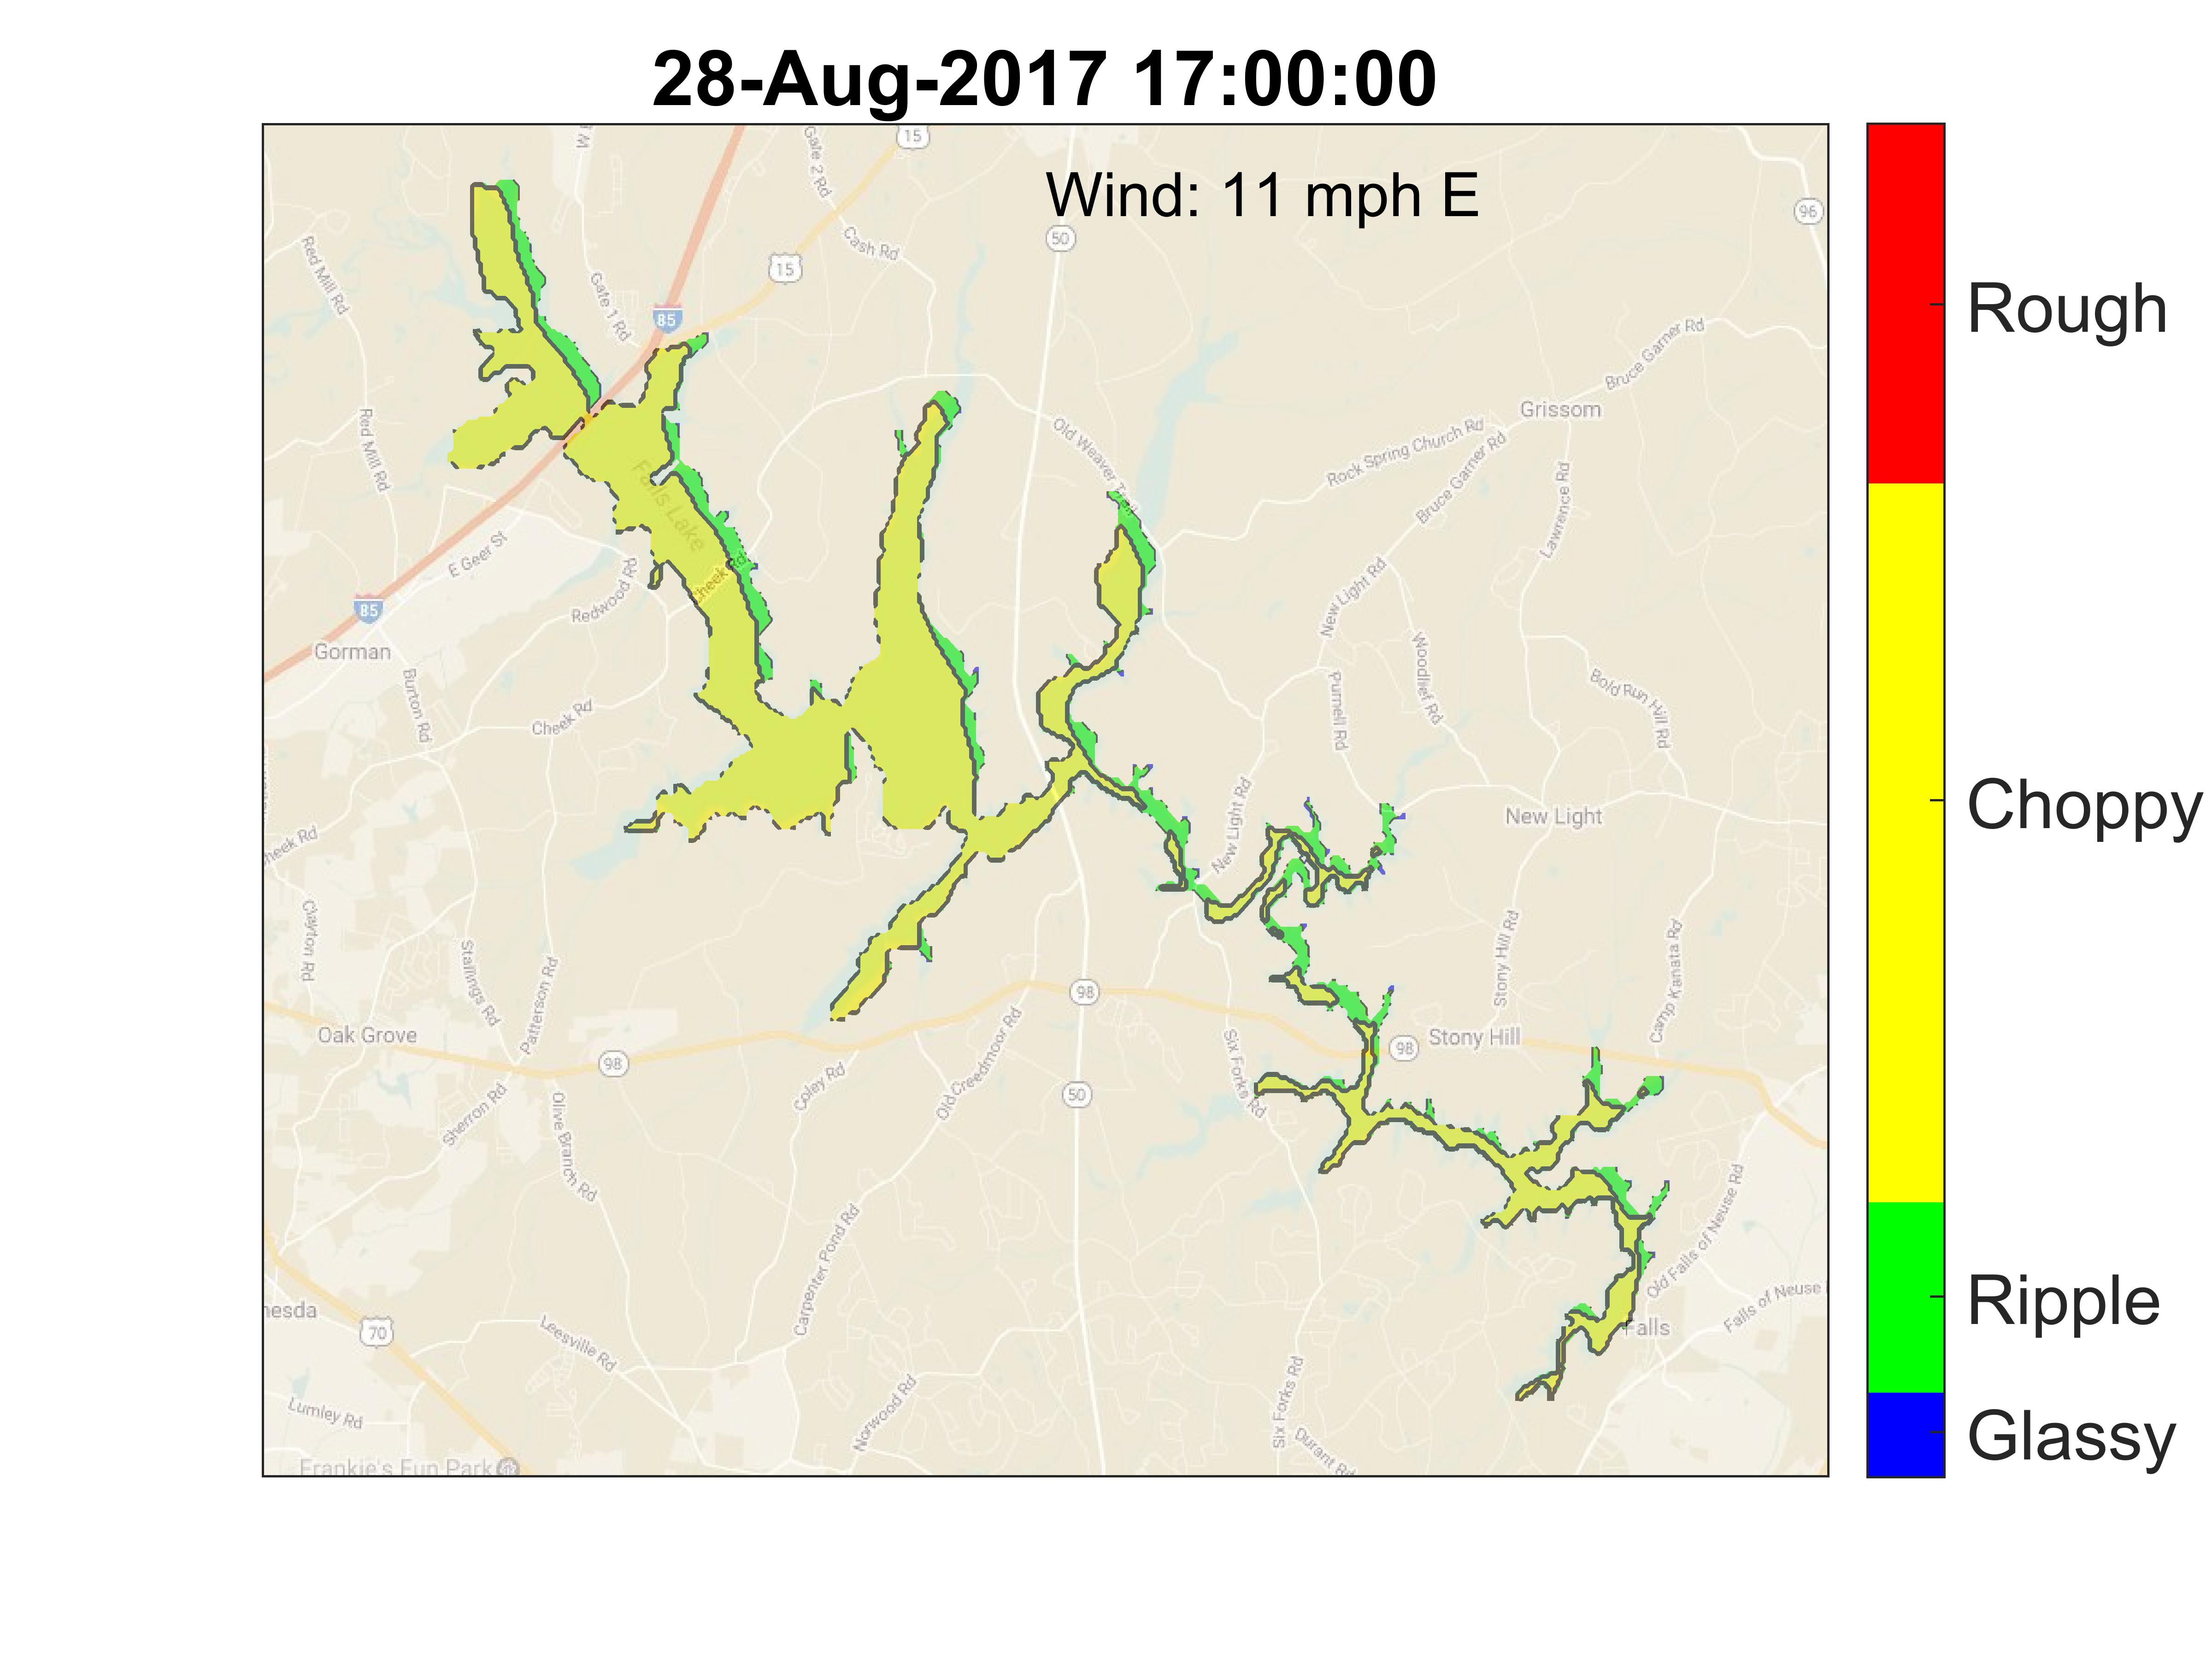 28-Aug-2017 17:00:00
Wind: 11 mph E
Rough
Choppy
Ripple
Glassy
15
Gate 2 Rd
Cash Rd
50
96
Red Mill Rd
Gate 1 Rd
15
85
Bruce Garner Rd
Grissom
Red Mill Rd
Old Weaver Trail
Rock Spring Church Rd
Bruce Garner Rd
Falls Lake
Lawrence Rd
E Geer St
Cheek Rd
Redwood Rd
New Light Rd
85
Gorman
Burton Rd
Cheek Rd
Purnell Rd
Woodlief Rd
Bold Run Hill Rd
New Light Rd
New Light
heek Rd
Clayton Rd
Stallings Rd
Patterson Rd
Stony Hill Rd
Camp Kanata Rd
98
Oak Grove
98
98
Stony Hill
Six Forks Rd
Sherron Rd
Olive Branch Rd
Coley Rd
Old Creedmoor Rd
50
Carpenter Pond Rd
Old Falls of Neuse Rd
Falls of Neuse
hesda
70
Leesville Rd
Falls
Lumley Rd
Norwood Rd
Six Forks Rd
Durant Rd
Frankie's Fun Park